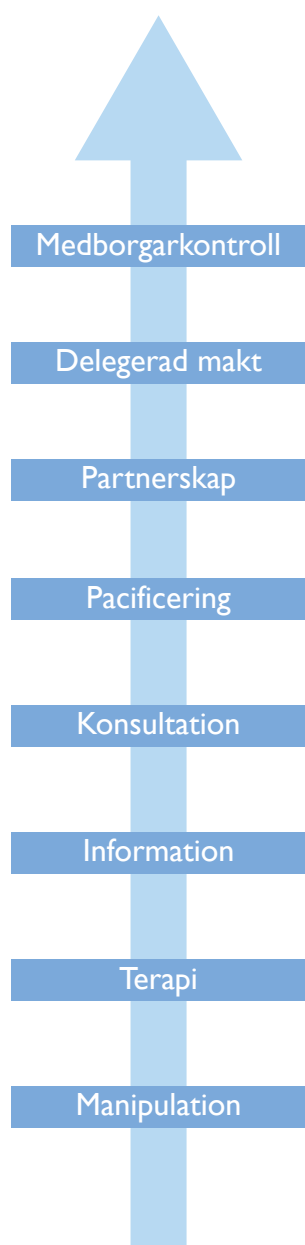 Medborgarkontroll
Delegerad makt
Partnerskap
Pacificering
Konsultation
Information
Terapi
Manipulation